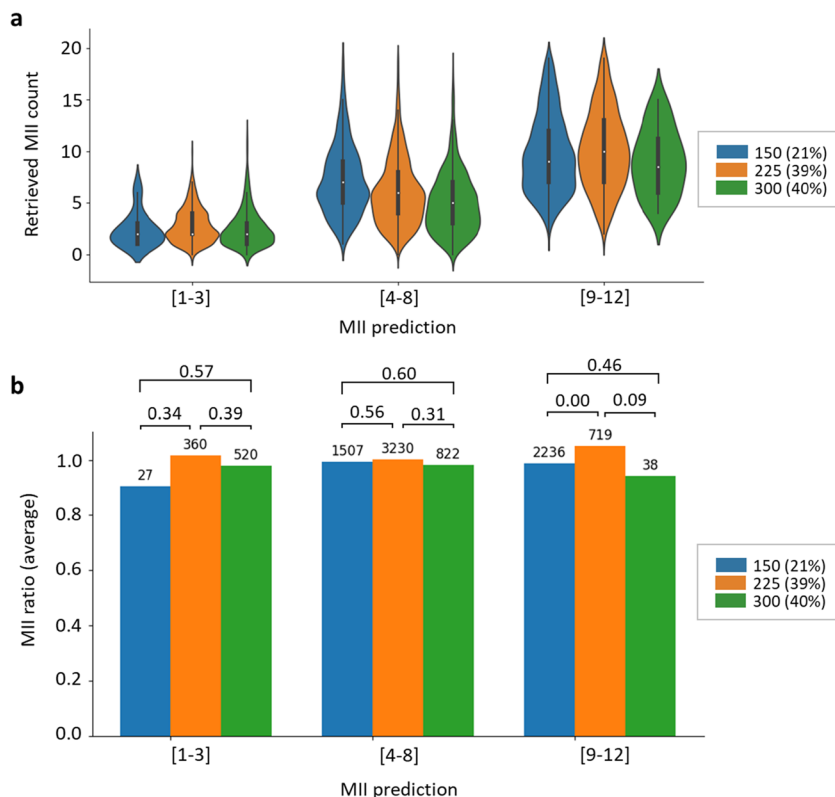 a
20
15
10
5
0
Retrieved MII count
150 (21%)
225 (39%)
300 (40%)
[1-3] [4-8] [9-12]
MII prediction
b
0.57 0.60 0.46
0.34 0.39 0.56 0.31 0.00 0.09
27 360 520 1507 3230 822 2236 719 38
1.0
0.8
0.6
0.4
0.2
0.0
MII ratio (average)
150 (21%)
225 (39%)
300 (40%)
[1-3] [4-8] [9-12]
MII prediction